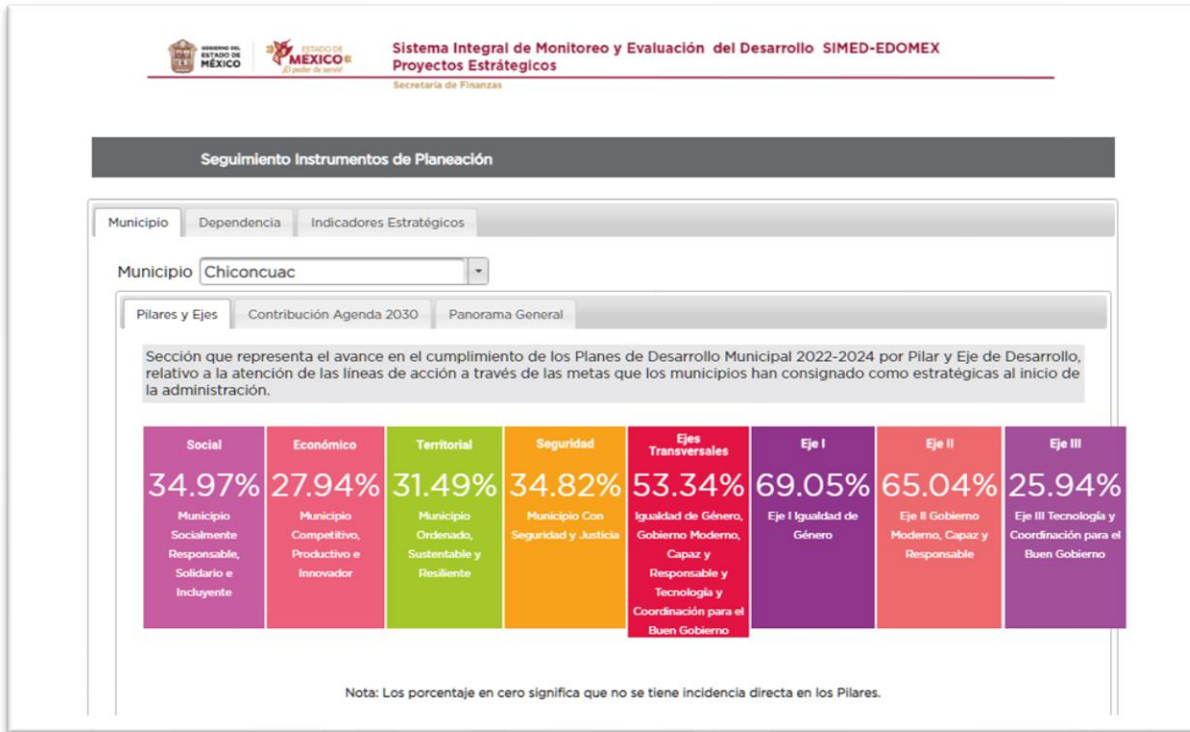 GOBIERNO DEL
ESTADO DE
MÉXICO
ESTADO DE
MÉXICO
¡El poder de servir!
Sistema Integral de Monitoreo y Evaluación del Desarrollo SIMED-EDOMEX
Proyectos Estrátegicos
Secretaría de Finanzas
Seguimiento Instrumentos de Planeación
Municipio Dependencia Indicadores Estratégicos
Municipio Chiconcuac
Pilares y Ejes Contribución Agenda 2030 Panorama General
Sección que representa el avance en el cumplimiento de los Planes de Desarrollo Municipal 2022-2024 por Pilar y Eje de Desarrollo,
relativo a la atención de las líneas de acción a través de las metas que los municipios han consignado como estratégicas al inicio de
la administración.
Social
34.97%
Municipio
Socialmente
Responsable,
Solidario e
Incluyente
Económico
27.94%
Municipio
Competitivo,
Productivo e
Innovador
Territorial
31.49%
Municipio
Ordenado,
Sustentable y
Resiliente
Seguridad
34.82%
Municipio Con
Seguridad y Justicia
Ejes
Transversales
53.34%
Igualdad de Género,
Gobierno Moderno,
Capaz y
Responsable y
Tecnología y
Coordinación para el
Buen Gobierno
Eje I
69.05%
Eje I Igualdad de
Género
Eje II
65.04%
Eje II Gobierno
Moderno, Capaz y
Responsable
Eje III
25.94%
Eje III Tecnología y
Coordinación para el
Buen Gobierno
Nota: Los porcentaje en cero significa que no se tiene incidencia directa en los Pilares.